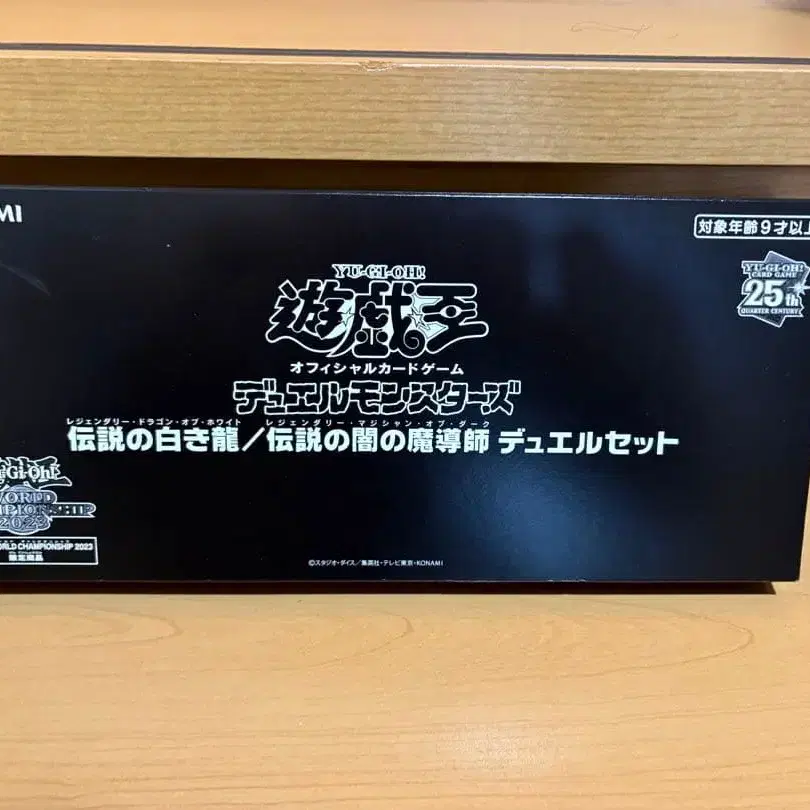 MI
対象年齢9才以上
YU-GI-OH!
CARD GAME
25th
QUARTER CENTURY
YU-GI-OH!
遊戯王
オフィシャルカードゲーム
デュエルモンスターズ
レジェンダリー・ドラゴン・オブ・ホワイト レジェンダリー・マジシャン・オブ・ダーク
伝説の白き龍/伝説の闇の魔導師 デュエルセット
Yu-Gi-Oh!
WORLD
CHAMPIONSHIP
2023
WORLD CHAMPIONSHIP 2023
限定商品
©スタジオ・ダイス/集英社・テレビ東京・KONAMI